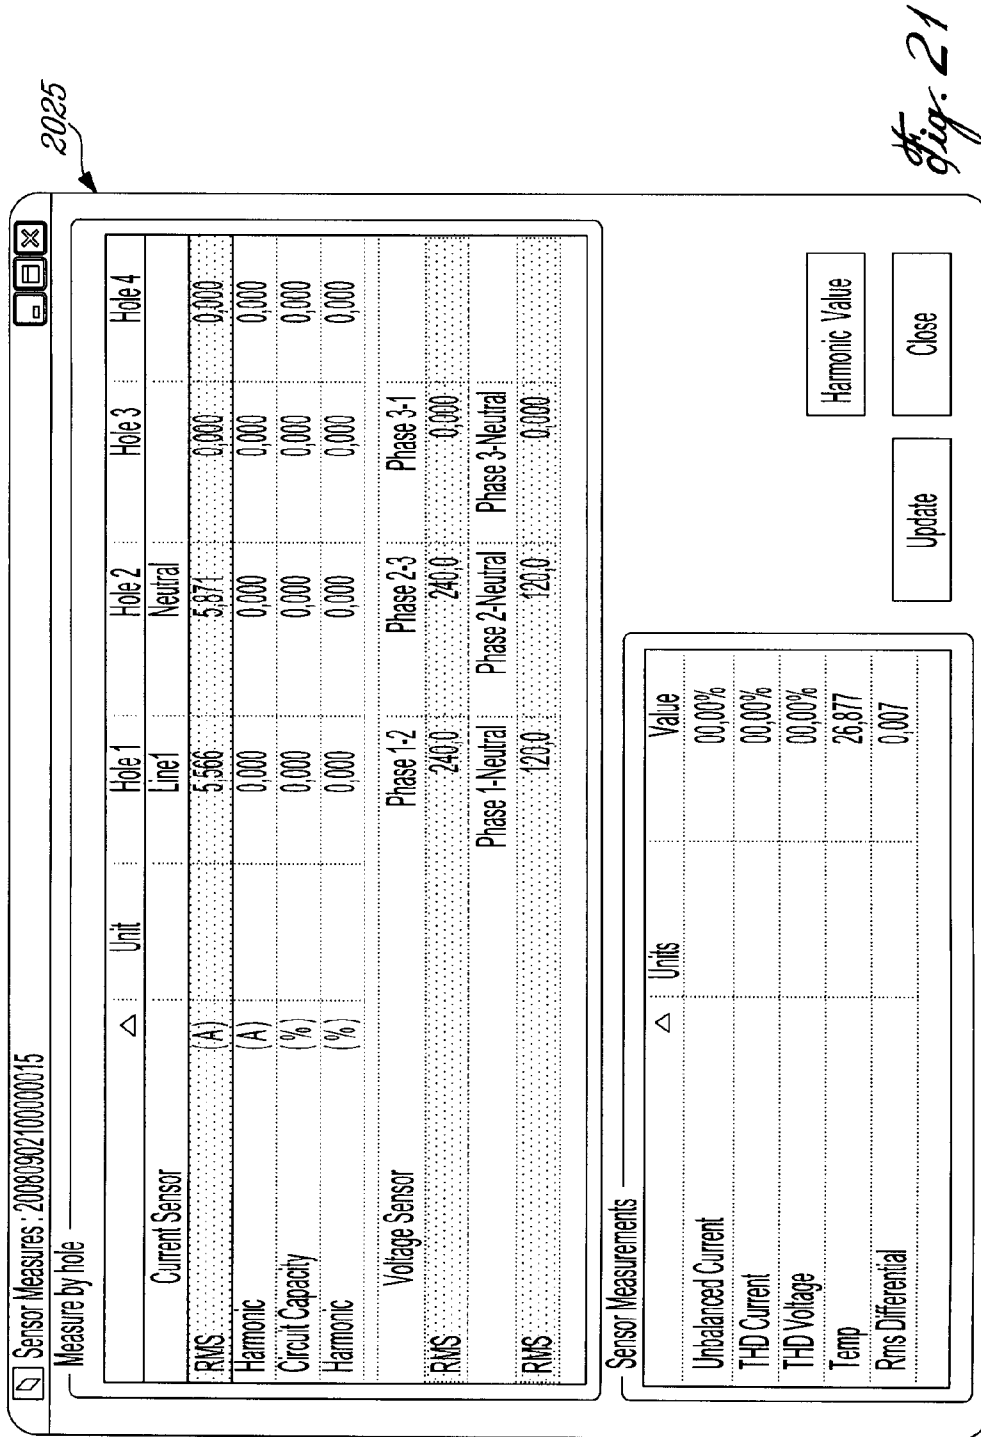 2025
Sensor Measures: 20080902100000015
Measure by hole
Unit Hole 1 Hole 2 Hole 3 Hole 4
Current Sensor Line1 Neutral
RMS (A) 5,566 5,871 0,000 0,000
Harmonic (A) 0,000 0,000 0,000 0,000
Circuit Capacity (%) 0,000 0,000 0,000 0,000
Harmonic (%) 0,000 0,000 0,000 0,000
Voltage Sensor Phase 1-2 Phase 2-3 Phase 3-1
RMS 240,0 240,0 0,000
Phase 1-Neutral Phase 2-Neutral Phase 3-Neutral
RMS 120,0 120,0 0,000
Sensor Measurements
Units Value
Unbalanced Current 00,00%
THD Current 00,00%
THD Voltage 00,00%
Temp 26,877
Rms Differential 0,007
Harmonic Value
Update Close
Fig. 21